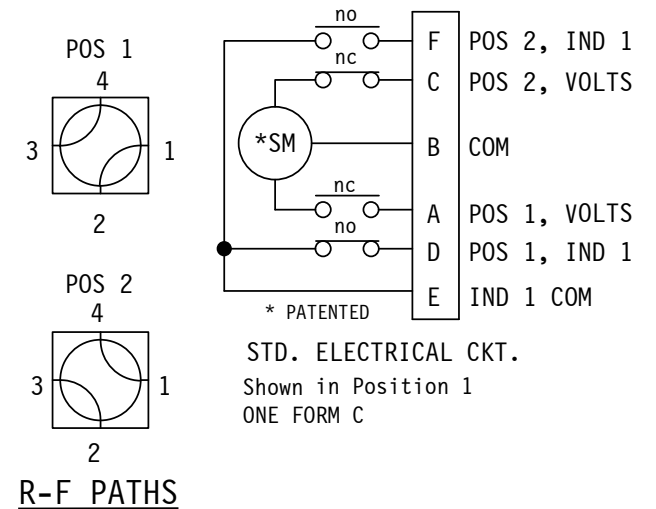 POS 1
4
3
1
2
POS 2
4
3
1
2
R-F PATHS
no
F POS 2, IND 1
nc
C POS 2, VOLTS
*SM
B COM
nc
A POS 1, VOLTS
no
D POS 1, IND 1
E IND 1 COM
* PATENTED
STD. ELECTRICAL CKT.
Shown in Position 1
ONE FORM C